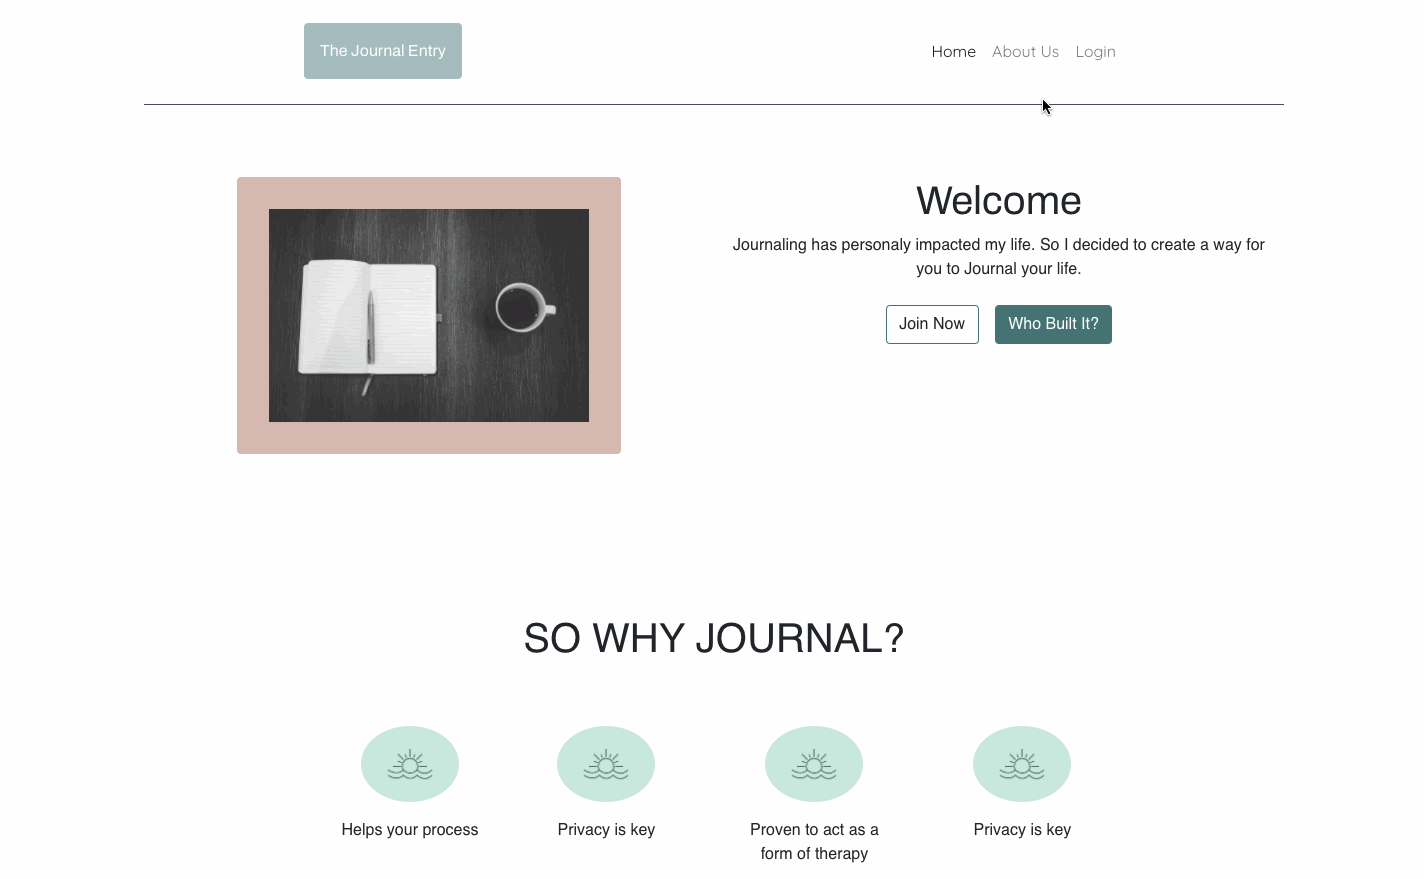 The Journal Entry
Home About Us Login
Welcome
Journaling has personaly impacted my life. So I decided to create a way for
you to Journal your life.
Join Now Who Built It?
SO WHY JOURNAL?
Helps your process
Privacy is key
Proven to act as a
form of therapy
Privacy is key